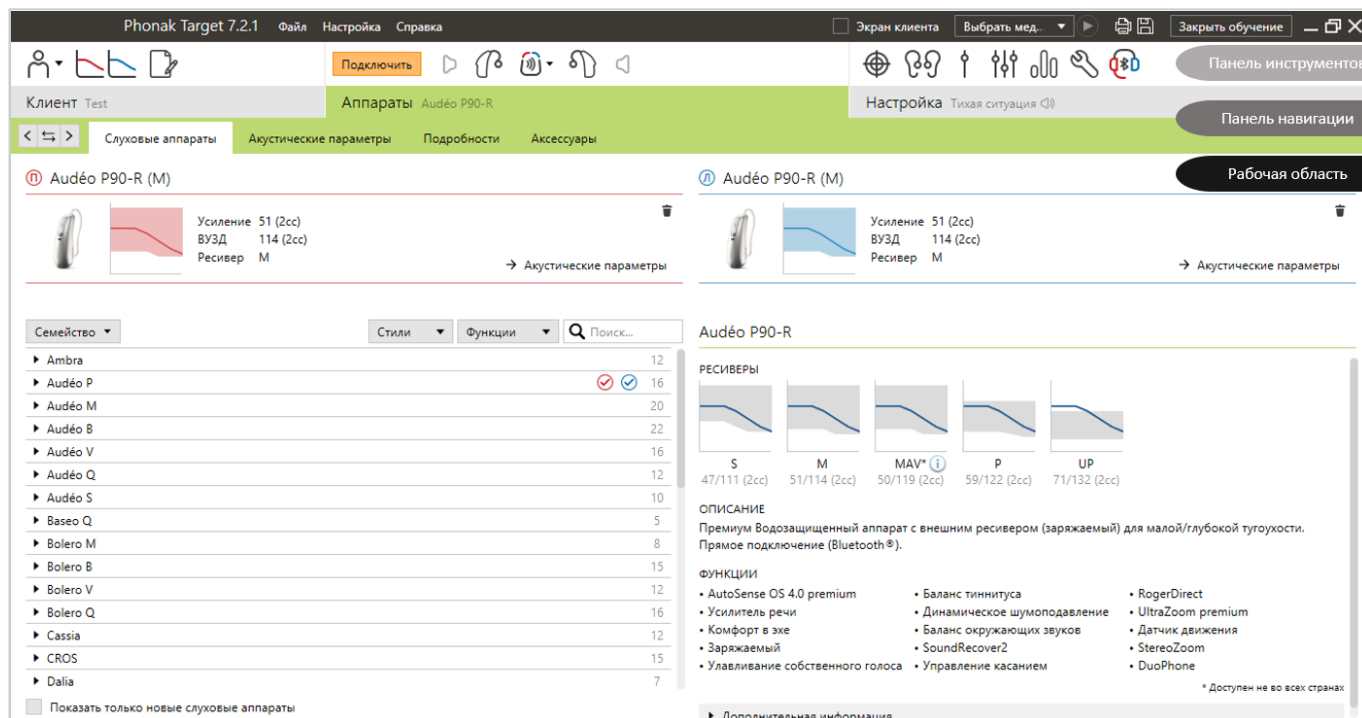 Phonak Target 7.2.1 Файл Настройка Справка Экран клиента Выбрать мед.. Закрыть обучение
Подключить
Панель инструментов
Клиент Test Аппараты Audéo P90-R Настройка Тихая ситуация
Панель навигации
Слуховые аппараты Акустические параметры Подробности Аксессуары
Рабочая область
П Audéo P90-R (M)
Усиление 51 (2cc)
ВУЗД 114 (2cc)
Ресивер M
→ Акустические параметры
Л Audéo P90-R (M)
Усиление 51 (2cc)
ВУЗД 114 (2cc)
Ресивер M
→ Акустические параметры
Семейство Стили Функции Поиск...
Ambra 12
Audéo P 16
Audéo M 20
Audéo B 22
Audéo V 16
Audéo Q 12
Audéo S 10
Baseo Q 5
Bolero M 8
Bolero B 15
Bolero V 12
Bolero Q 16
Cassia 12
CROS 15
Dalia 7
Показать только новые слуховые аппараты
Audéo P90-R
РЕСИВЕРЫ
S M MAV* i P UP
47/111 (2cc) 51/114 (2cc) 50/119 (2cc) 59/122 (2cc) 71/132 (2cc)
ОПИСАНИЕ
Премиум Водозащищенный аппарат с внешним ресивером (заряжаемый) для малой/глубокой тугоухости.
Прямое подключение (Bluetooth®).
ФУНКЦИИ
• AutoSense OS 4.0 premium • Баланс тиннитуса • RogerDirect
• Усилитель речи • Динамическое шумоподавление • UltraZoom premium
• Комфорт в эхе • Баланс окружающих звуков • Датчик движения
• Заряжаемый • SoundRecover2 • StereoZoom
• Улавливание собственного голоса • Управление касанием • DuoPhone
* Доступен не во всех странах
Дополнительная информация